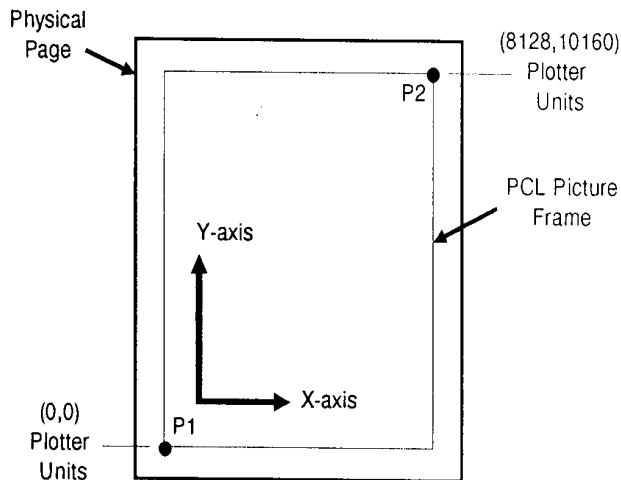 Physical
Page
(8128,10160)
Plotter
Units
P2
PCL Picture
Frame
Y-axis
X-axis
(0,0)
Plotter
Units
P1